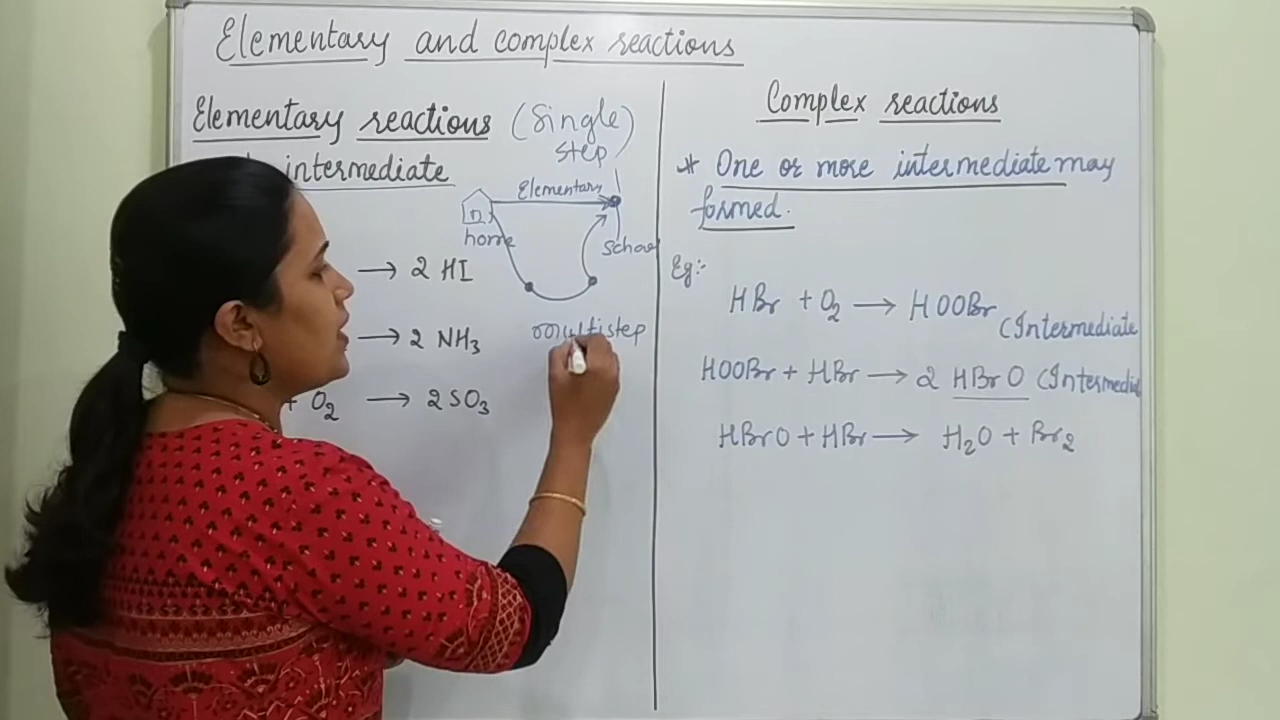 Elementary and complex reactions
Elementary reactions (Single
step)
intermediate
Elementary
home
School
→ 2 HI
→ 2 NH₃
multistep
+ O₂ → 2 SO₃
Complex reactions
* One or more intermediate may
formed.
Eg:-
HBr + O₂ → HOOBr
(Intermediate
HOOBr + HBr → 2 HBrO (Intermedia
HBrO + HBr → H₂O + Br₂